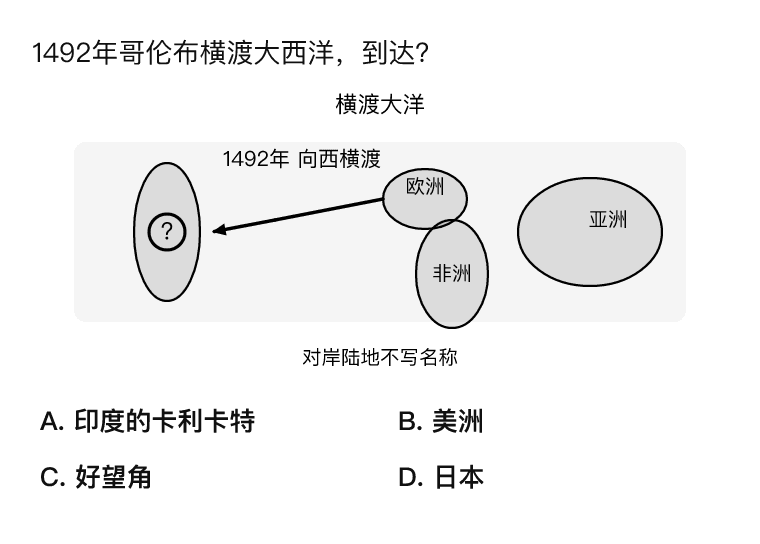 1492年哥伦布横渡大西洋，到达?
横渡大洋
1492年 向西横渡
欧洲
亚洲
?
非洲
对岸陆地不写名称
A. 印度的卡利卡特
B. 美洲
C. 好望角
D. 日本